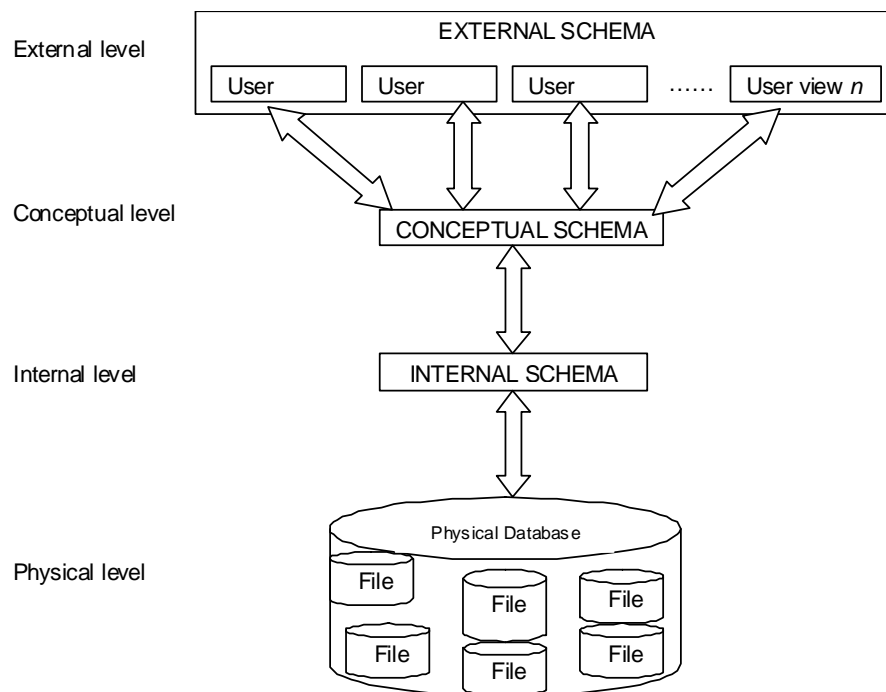 External level
EXTERNAL SCHEMA
User
User
User
......
User view n
Conceptual level
CONCEPTUAL SCHEMA
Internal level
INTERNAL SCHEMA
Physical Database
Physical level
File
File
File
File
File
File